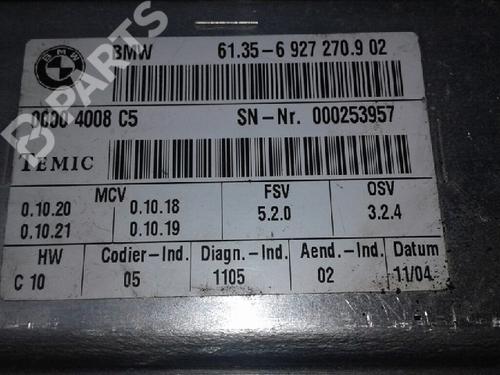 BMW
BMW 61.35-6 927 270.9 02
B-PARTS
0000 4008 C5 SN-Nr. 000253957
TEMIC
MCV FSV OSV
0.10.20 0.10.18 5.2.0 3.2.4
0.10.21 0.10.19
HW Codier-Ind. Diagn.-Ind. Aend.-Ind. Datum
C 10 05 1105 02 11/04